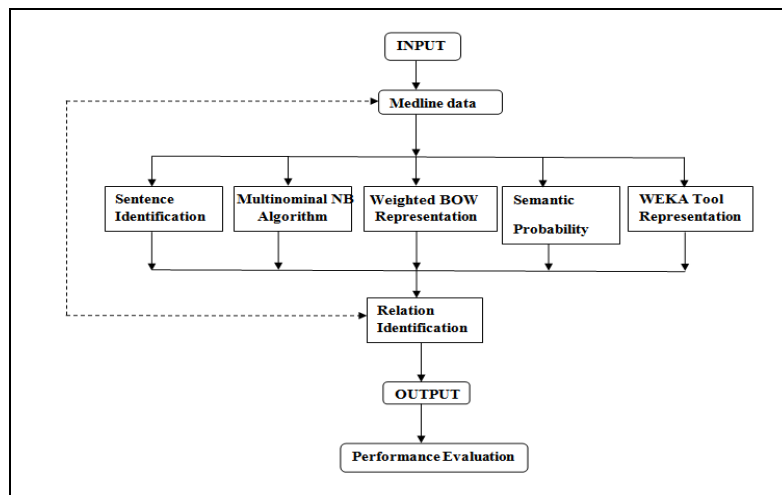 INPUT
Medline data
Sentence
Identification
Multinominal NB
Algorithm
Weighted BOW
Representation
Semantic
Probability
WEKA Tool
Representation
Relation
Identification
OUTPUT
Performance Evaluation